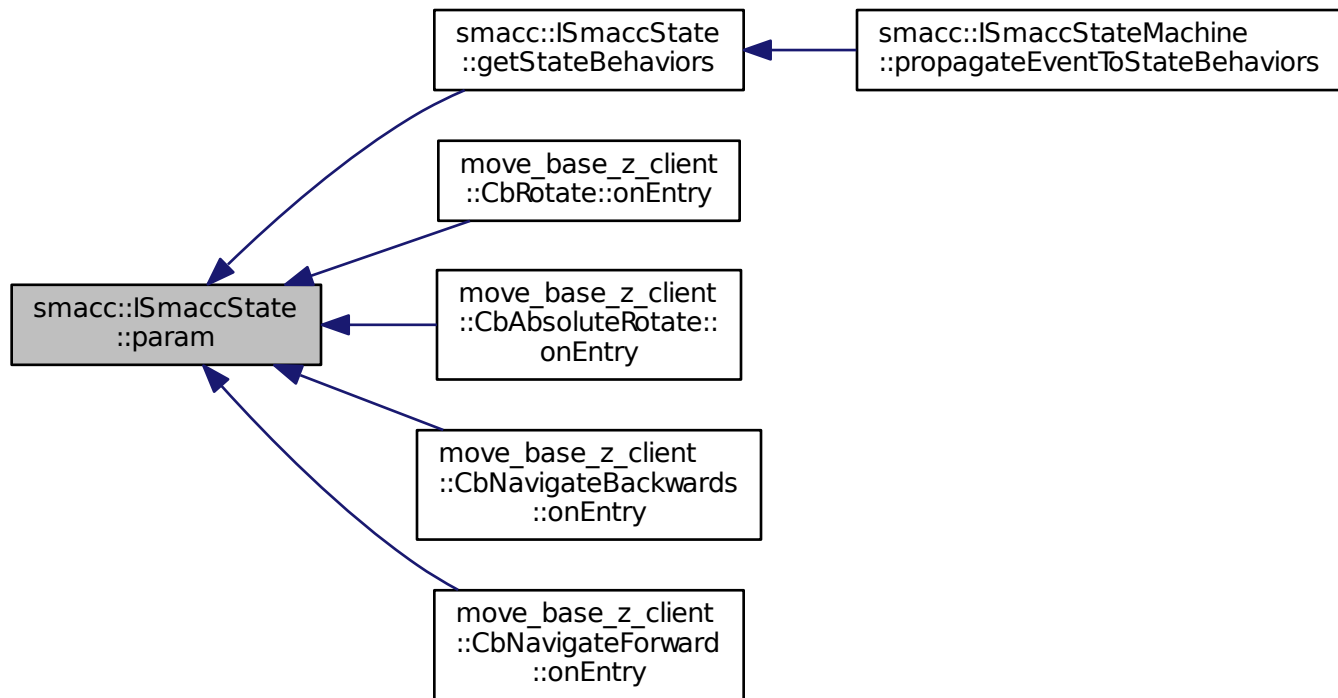 smacc::ISmaccState
::getStateBehaviors
smacc::ISmaccStateMachine
::propagateEventToStateBehaviors
move_base_z_client
::CbRotate::onEntry
smacc::ISmaccState
::param
move_base_z_client
::CbAbsoluteRotate::
onEntry
move_base_z_client
::CbNavigateBackwards
::onEntry
move_base_z_client
::CbNavigateForward
::onEntry